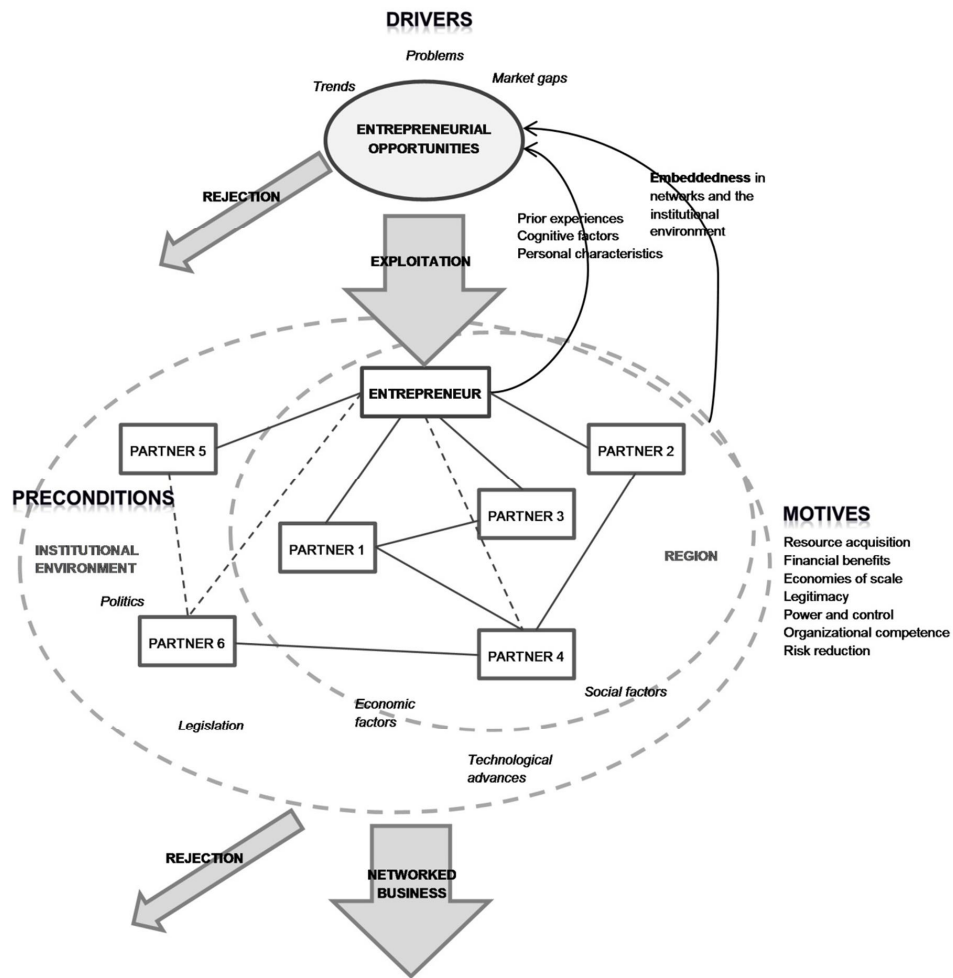 DRIVERS
Problems
Trends
Market gaps
ENTREPRENEURIAL
OPPORTUNITIES
REJECTION
Embeddedness in
networks and the
institutional
environment
Prior experiences
Cognitive factors
Personal characteristics
EXPLOITATION
ENTREPRENEUR
PARTNER 5
PARTNER 2
PRECONDITIONS
PARTNER 3
MOTIVES
PARTNER 1
INSTITUTIONAL
ENVIRONMENT
REGION
Resource acquisition
Financial benefits
Economies of scale
Legitimacy
Power and control
Organizational competence
Risk reduction
Politics
PARTNER 6
PARTNER 4
Social factors
Economic
factors
Legislation
Technological
advances
REJECTION
NETWORKED
BUSINESS